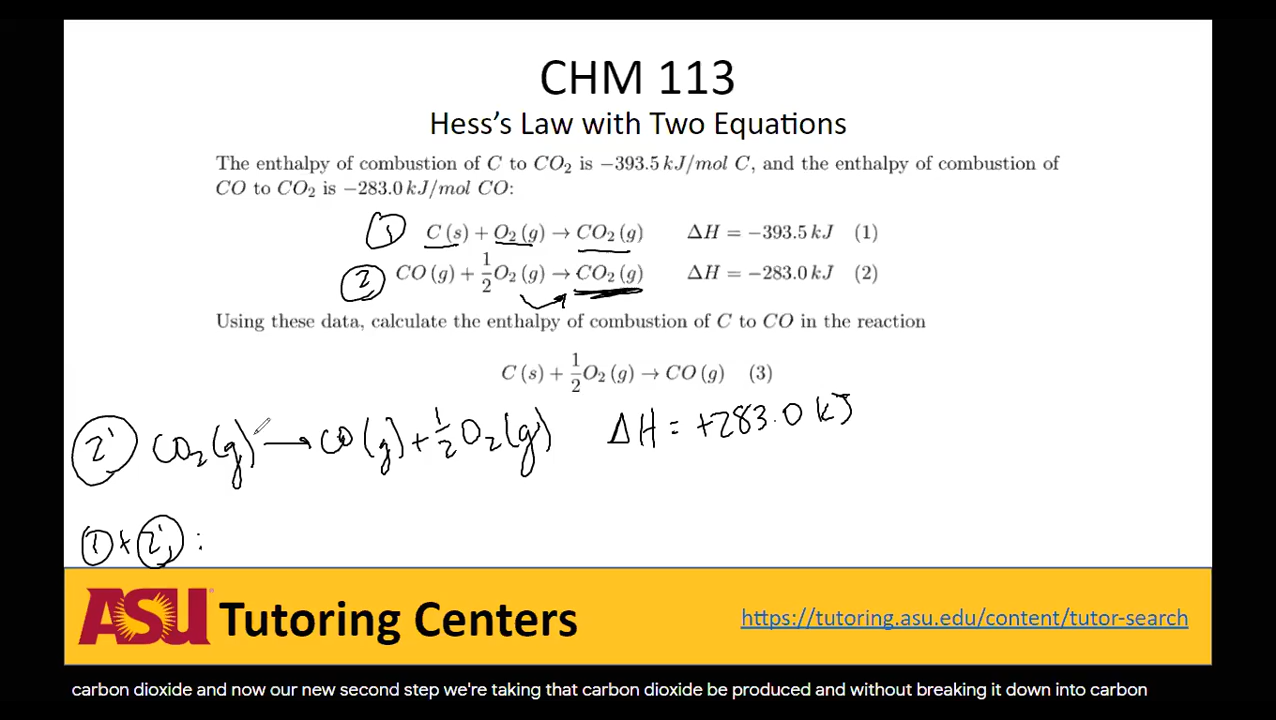 CHM 113
Hess’s Law with Two Equations
The enthalpy of combustion of C to CO₂ is −393.5 kJ/mol C, and the enthalpy of combustion of
CO to CO₂ is −283.0 kJ/mol CO:
① C (s) + O₂ (g) → CO₂ (g) ΔH = −393.5 kJ (1)
② CO (g) + 1/2 O₂ (g) → CO₂ (g) ΔH = −283.0 kJ (2)
Using these data, calculate the enthalpy of combustion of C to CO in the reaction
C (s) + 1/2 O₂ (g) → CO (g) (3)
2' CO₂(g) → CO(g) + 1/2 O₂(g) ΔH = +283.0 kJ
① + 2' :
ASU Tutoring Centers https://tutoring.asu.edu/content/tutor-search
carbon dioxide and now our new second step we're taking that carbon dioxide be produced and without breaking it down into carbon